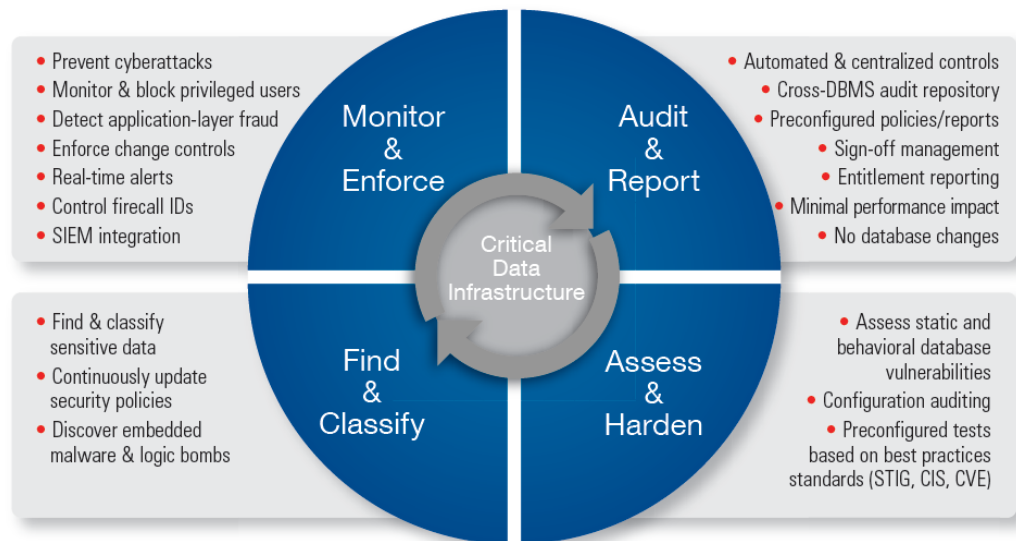 • Prevent cyberattacks
• Monitor & block privileged users
• Detect application-layer fraud
• Enforce change controls
• Real-time alerts
• Control firecall IDs
• SIEM integration
Monitor
&
Enforce
Audit
&
Report
• Automated & centralized controls
• Cross-DBMS audit repository
• Preconfigured policies/reports
• Sign-off management
• Entitlement reporting
• Minimal performance impact
• No database changes
Critical
Data
Infrastructure
• Find & classify
sensitive data
• Continuously update
security policies
• Discover embedded
malware & logic bombs
Find
&
Classify
Assess
&
Harden
• Assess static and
behavioral database
vulnerabilities
• Configuration auditing
• Preconfigured tests
based on best practices
standards (STIG, CIS, CVE)